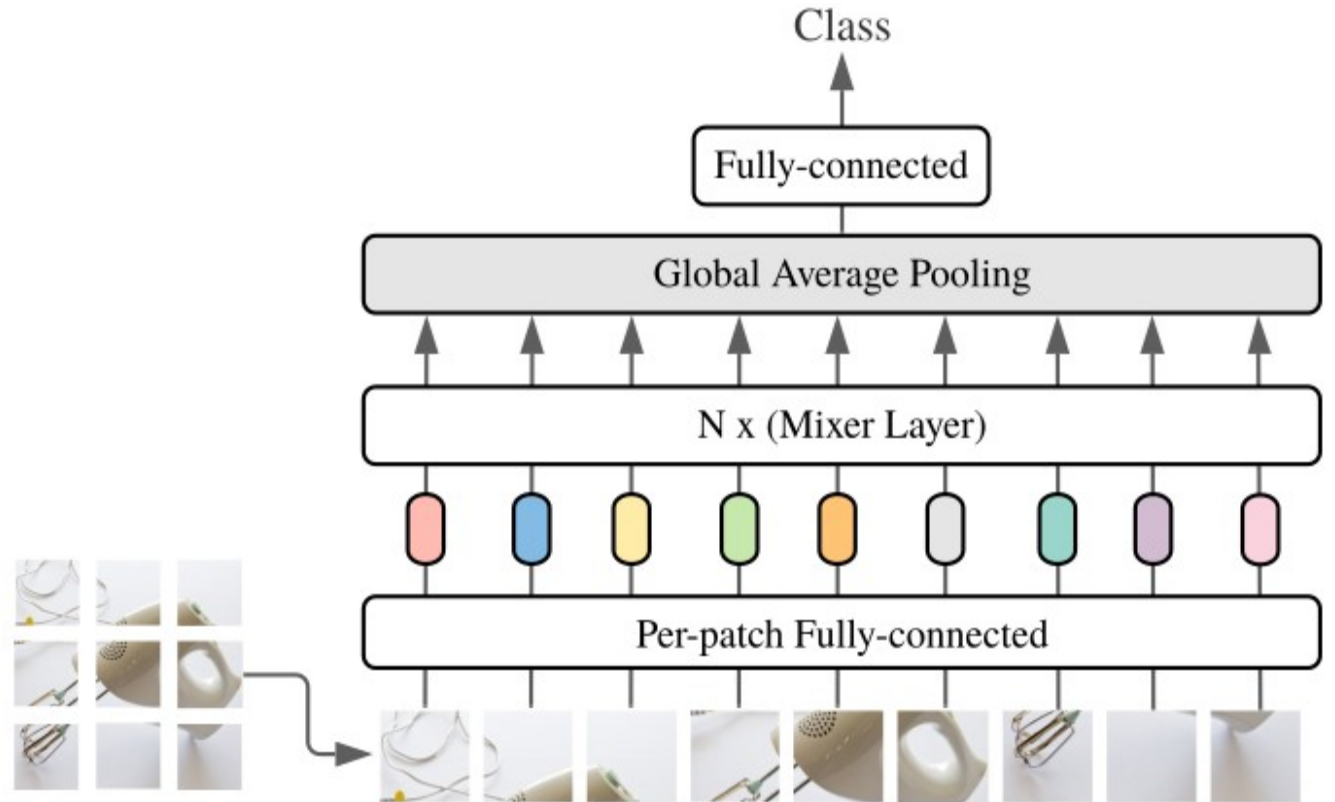 Class
Fully-connected
Global Average Pooling
N x (Mixer Layer)
Per-patch Fully-connected